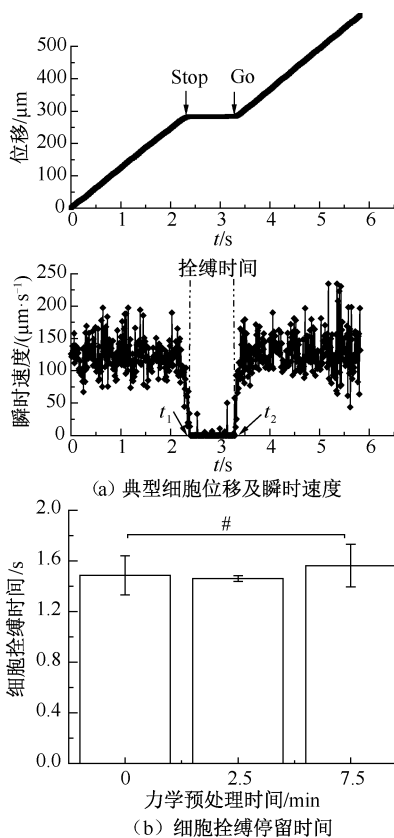 位移/μm
500
400
300
200
100
0
Stop
Go
0
1
2
3
4
5
6
t/s
拴缚时间
瞬时速度/(μm·s⁻¹)
250
200
150
100
50
0
t₁
t₂
0
1
2
3
4
5
6
t/s
(a) 典型细胞位移及瞬时速度
细胞拴缚时间/s
2.0
1.6
1.2
0.8
0.4
0.0
#
0
2.5
7.5
力学预处理时间/min
(b) 细胞拴缚停留时间